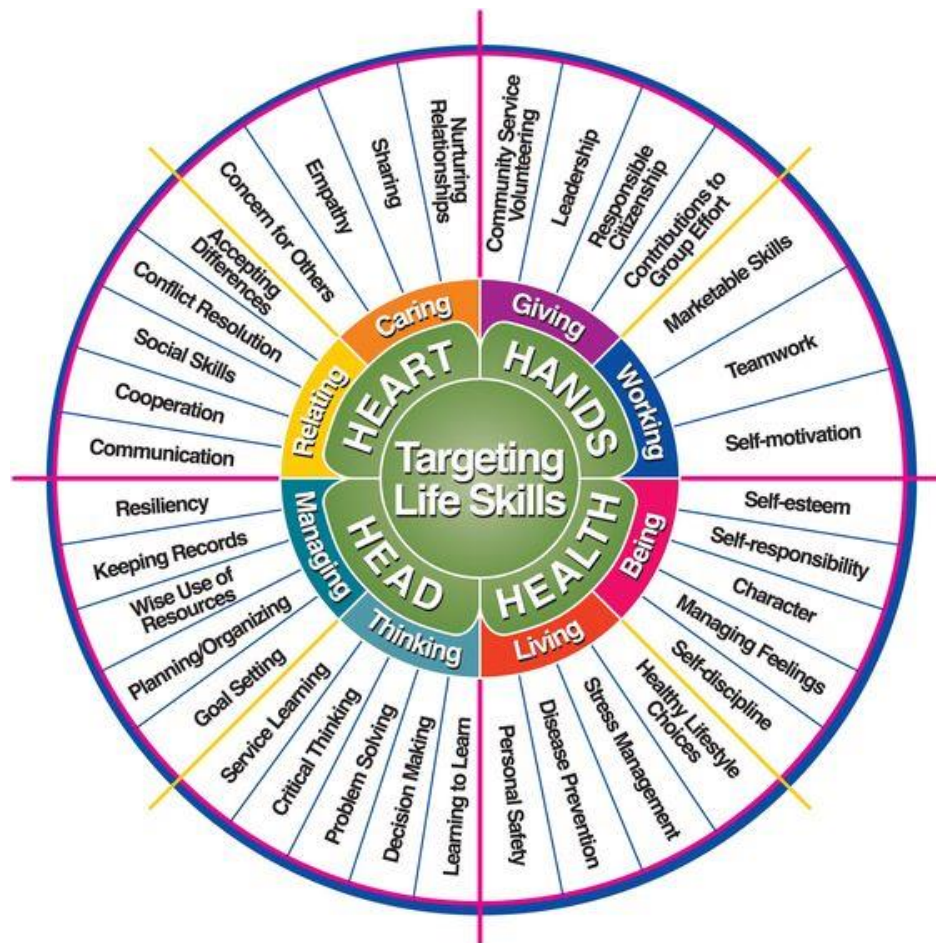 Targeting
Life Skills
HEART
HANDS
HEALTH
HEAD
Caring
Giving
Working
Being
Living
Thinking
Managing
Relating
Nurturing
Relationships
Sharing
Empathy
Concern for Others
Community Service
Volunteering
Leadership
Responsible
Citizenship
Contributions to
Group Effort
Marketable Skills
Teamwork
Self-motivation
Self-esteem
Self-responsibility
Character
Managing Feelings
Self-discipline
Healthy Lifestyle
Choices
Stress Management
Disease Prevention
Personal Safety
Learning to Learn
Decision Making
Problem Solving
Critical Thinking
Service Learning
Goal Setting
Planning/Organizing
Wise Use of
Resources
Keeping Records
Resiliency
Communication
Cooperation
Social Skills
Conflict Resolution
Accepting
Differences